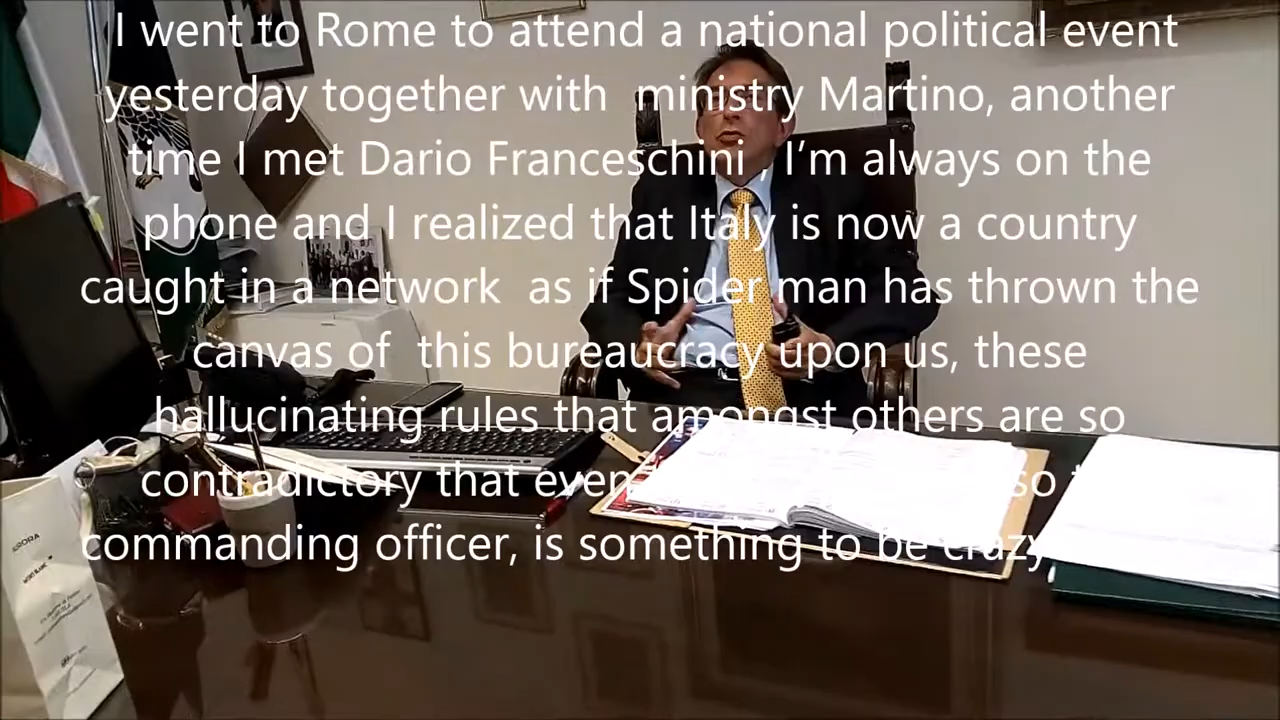 I went to Rome to attend a national political event
yesterday together with ministry Martino, another
time I met Dario Franceschini , I’m always on the
phone and I realized that Italy is now a country
caught in a network as if Spider man has thrown the
canvas of this bureaucracy upon us, these
hallucinating rules that amongst others are so
contradictory that even so
commanding officer, is something to be crazy